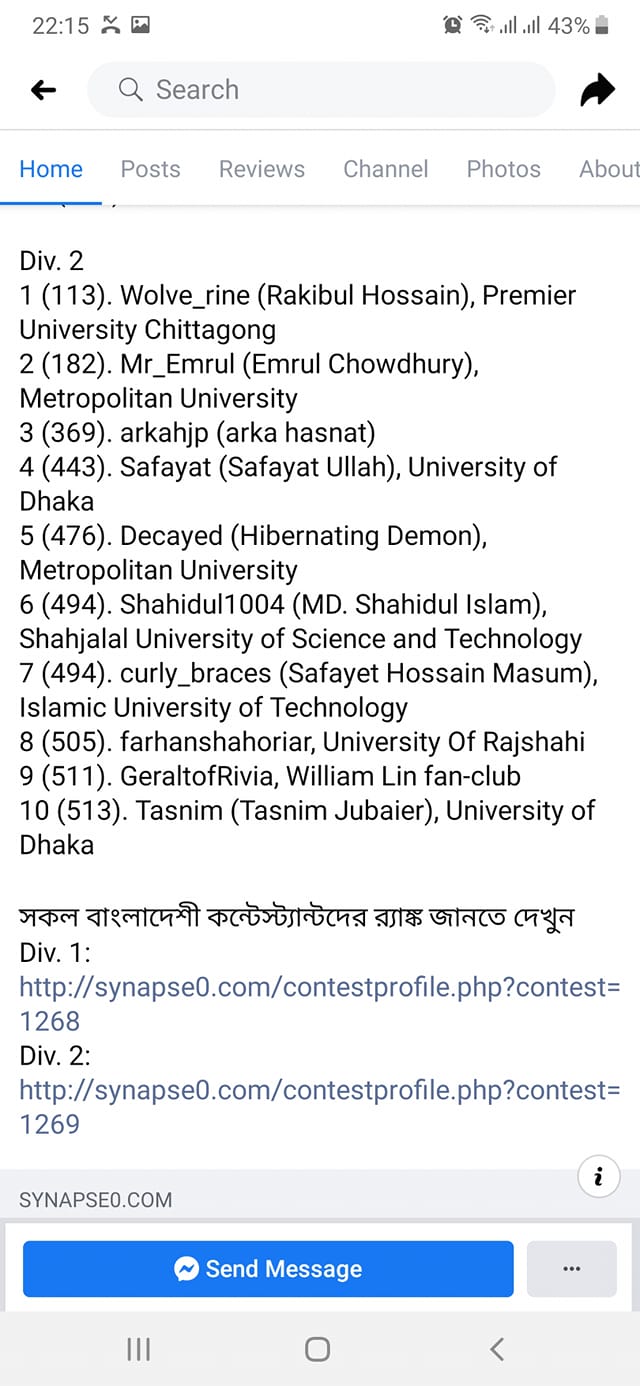 22:15
43%
Search
Home Posts Reviews Channel Photos About
Div. 2
1 (113). Wolve_rine (Rakibul Hossain), Premier
University Chittagong
2 (182). Mr_Emrul (Emrul Chowdhury),
Metropolitan University
3 (369). arkahjp (arka hasnat)
4 (443). Safayat (Safayat Ullah), University of
Dhaka
5 (476). Decayed (Hibernating Demon),
Metropolitan University
6 (494). Shahidul1004 (MD. Shahidul Islam),
Shahjalal University of Science and Technology
7 (494). curly_braces (Safayet Hossain Masum),
Islamic University of Technology
8 (505). farhanshahoriar, University Of Rajshahi
9 (511). GeraltofRivia, William Lin fan-club
10 (513). Tasnim (Tasnim Jubaier), University of
Dhaka
সকল বাংলাদেশী কন্টেস্ট্যান্টদের র‍্যাঙ্ক জানতে দেখুন
Div. 1:
http://synapse0.com/contestprofile.php?contest=
1268
Div. 2:
http://synapse0.com/contestprofile.php?contest=
1269
SYNAPSE0.COM
Send Message